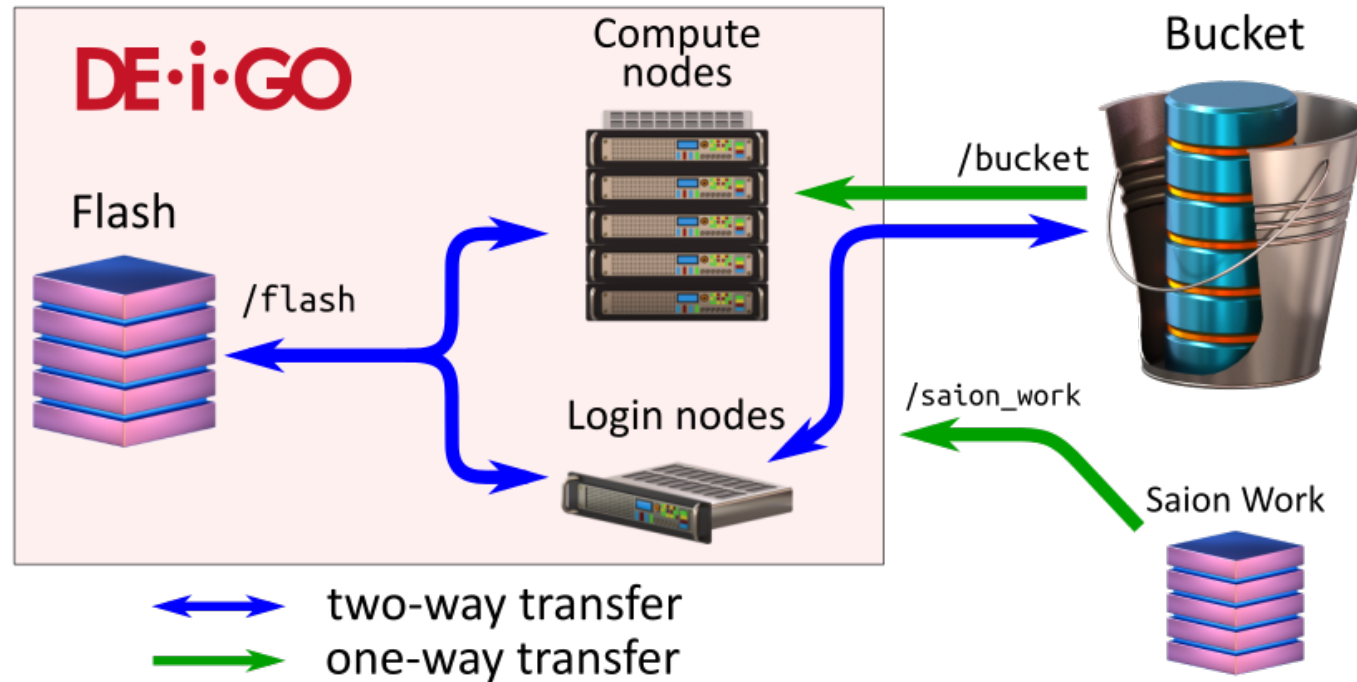 DE·i·GO
Compute
nodes
Bucket
/bucket
Flash
/flash
Login nodes
/saion_work
Saion Work
two-way transfer
one-way transfer